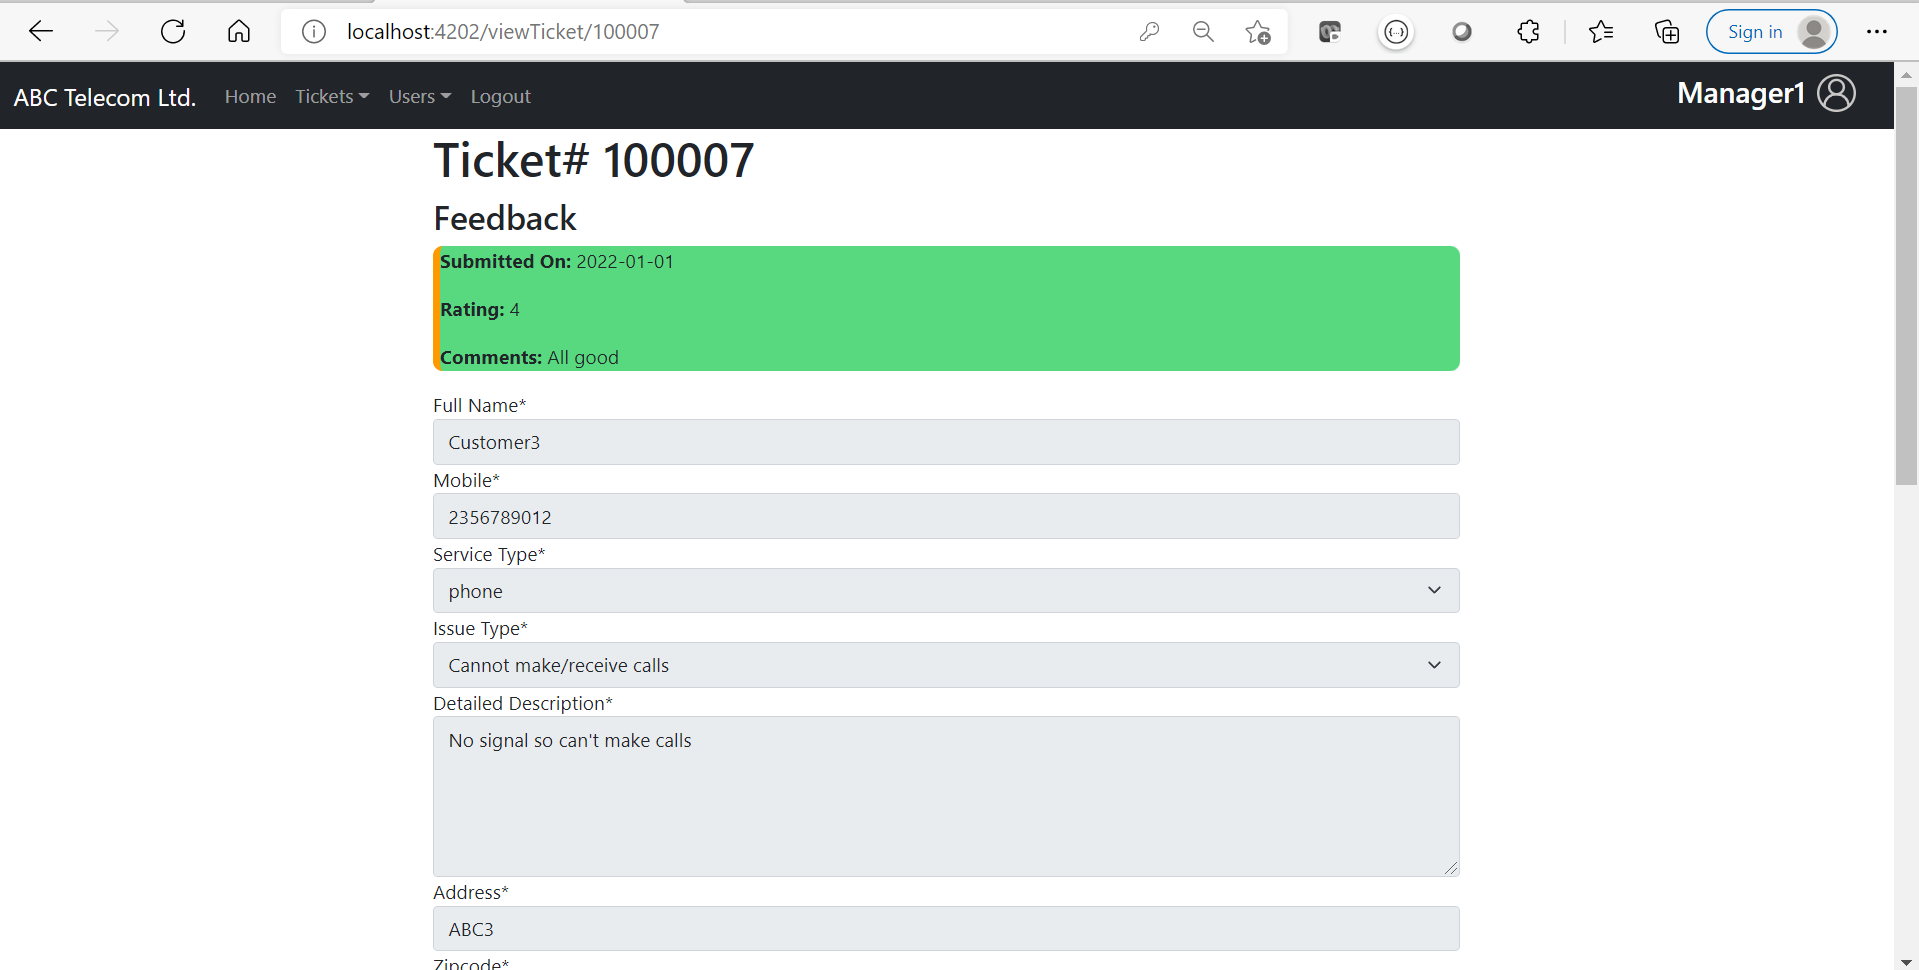 localhost:4202/viewTicket/100007
Sign in
ABC Telecom Ltd. Home Tickets Users Logout Manager1
Ticket# 100007
Feedback
Submitted On: 2022-01-01
Rating: 4
Comments: All good
Full Name*
Customer3
Mobile*
2356789012
Service Type*
phone
Issue Type*
Cannot make/receive calls
Detailed Description*
No signal so can't make calls
Address*
ABC3
Zipcode*